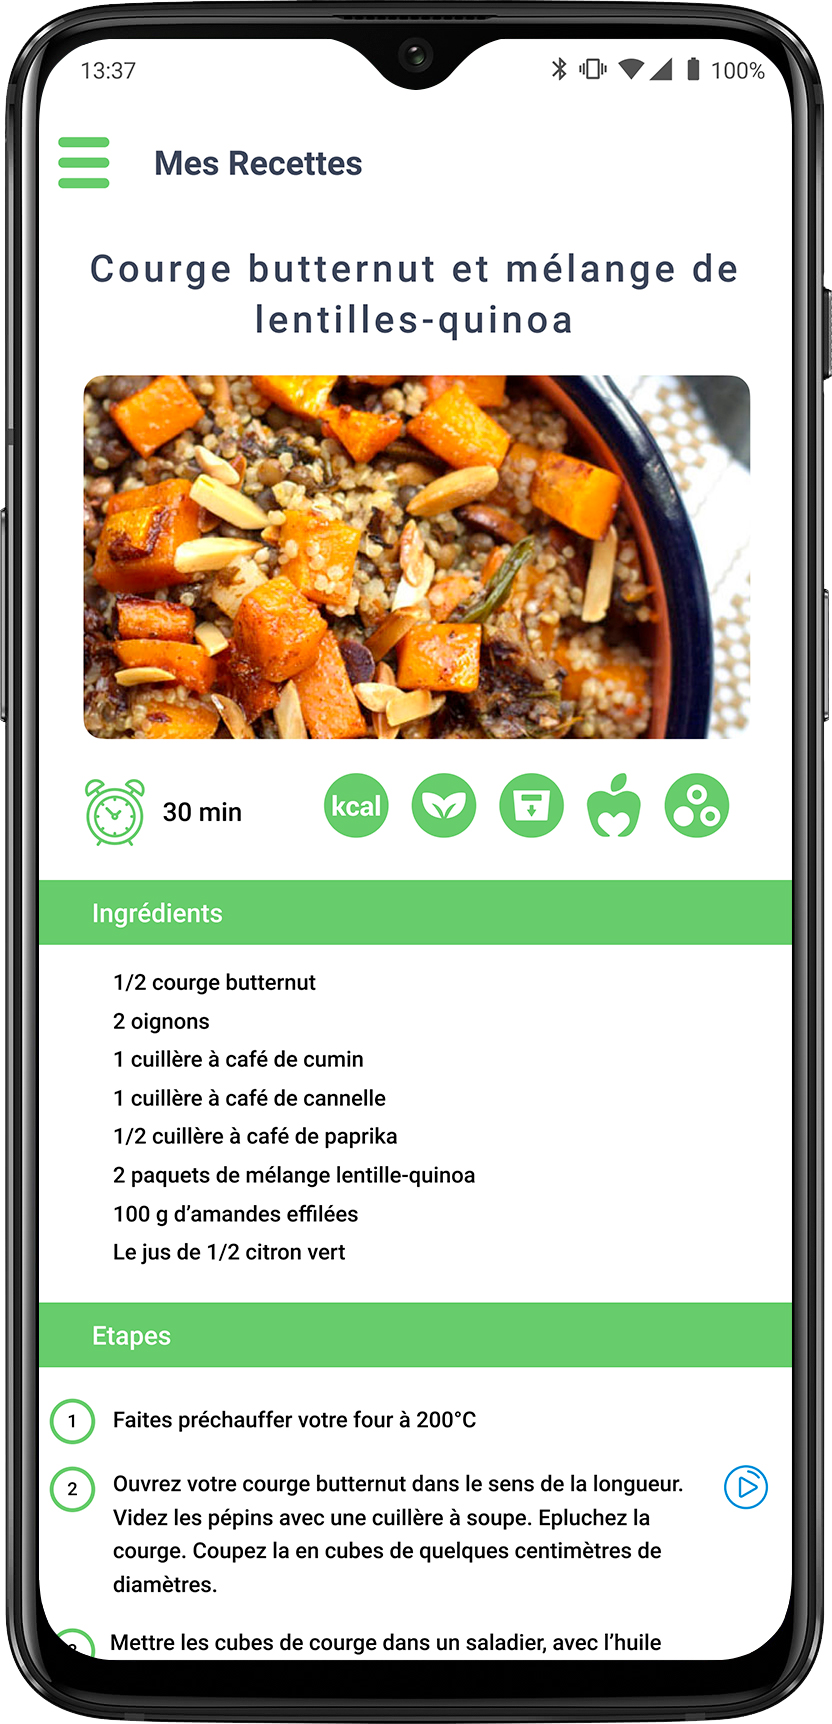 13:37
100%
Mes Recettes
Courge butternut et mélange de
lentilles-quinoa
30 min
kcal
Ingrédients
1/2 courge butternut
2 oignons
1 cuillère à café de cumin
1 cuillère à café de cannelle
1/2 cuillère à café de paprika
2 paquets de mélange lentille-quinoa
100 g d’amandes effilées
Le jus de 1/2 citron vert
Etapes
1 Faites préchauffer votre four à 200°C
2 Ouvrez votre courge butternut dans le sens de la longueur.
Videz les pépins avec une cuillère à soupe. Epluchez la
courge. Coupez la en cubes de quelques centimètres de
diamètres.
Mettre les cubes de courge dans un saladier, avec l’huile